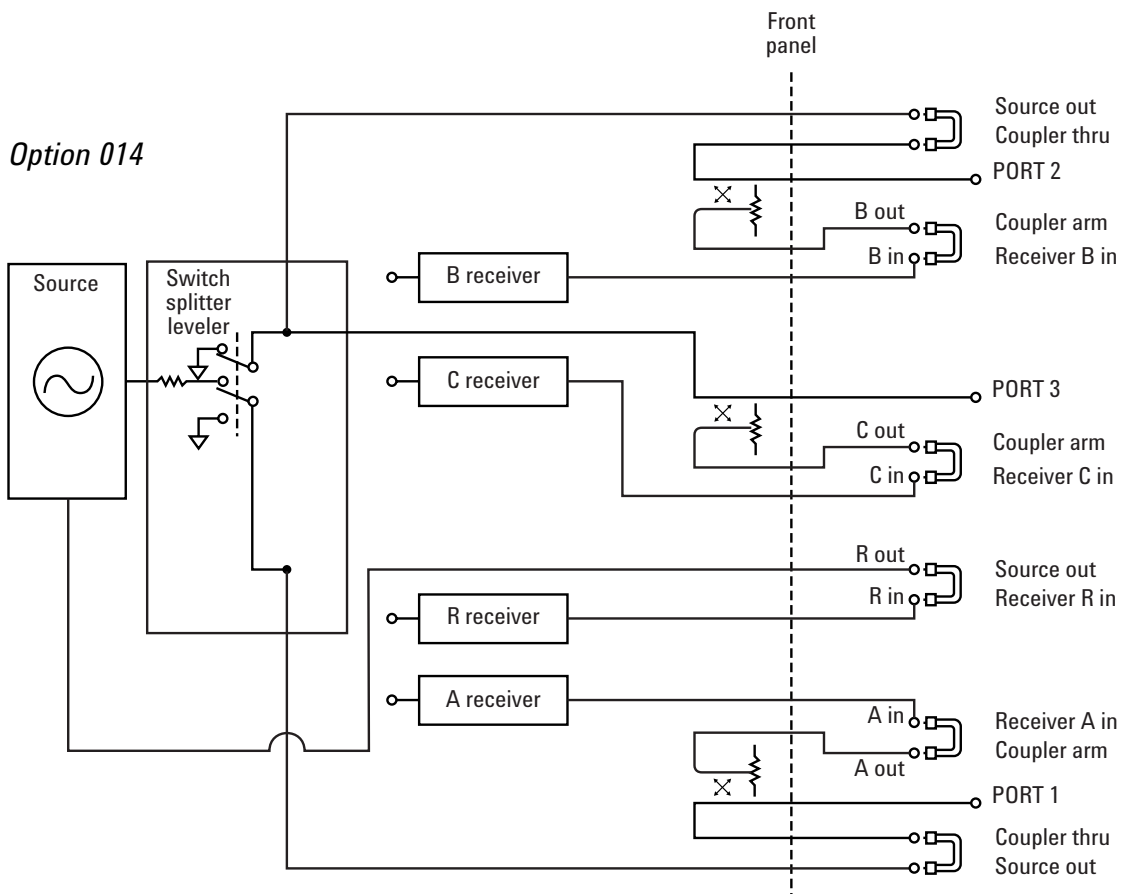 Front
panel
Option 014
Source out
Coupler thru
PORT 2
B out
Coupler arm
B in
Receiver B in
Source
Switch
splitter
leveler
B receiver
C receiver
PORT 3
C out
Coupler arm
C in
Receiver C in
R out
Source out
R in
Receiver R in
R receiver
A receiver
A in
Receiver A in
Coupler arm
A out
PORT 1
Coupler thru
Source out